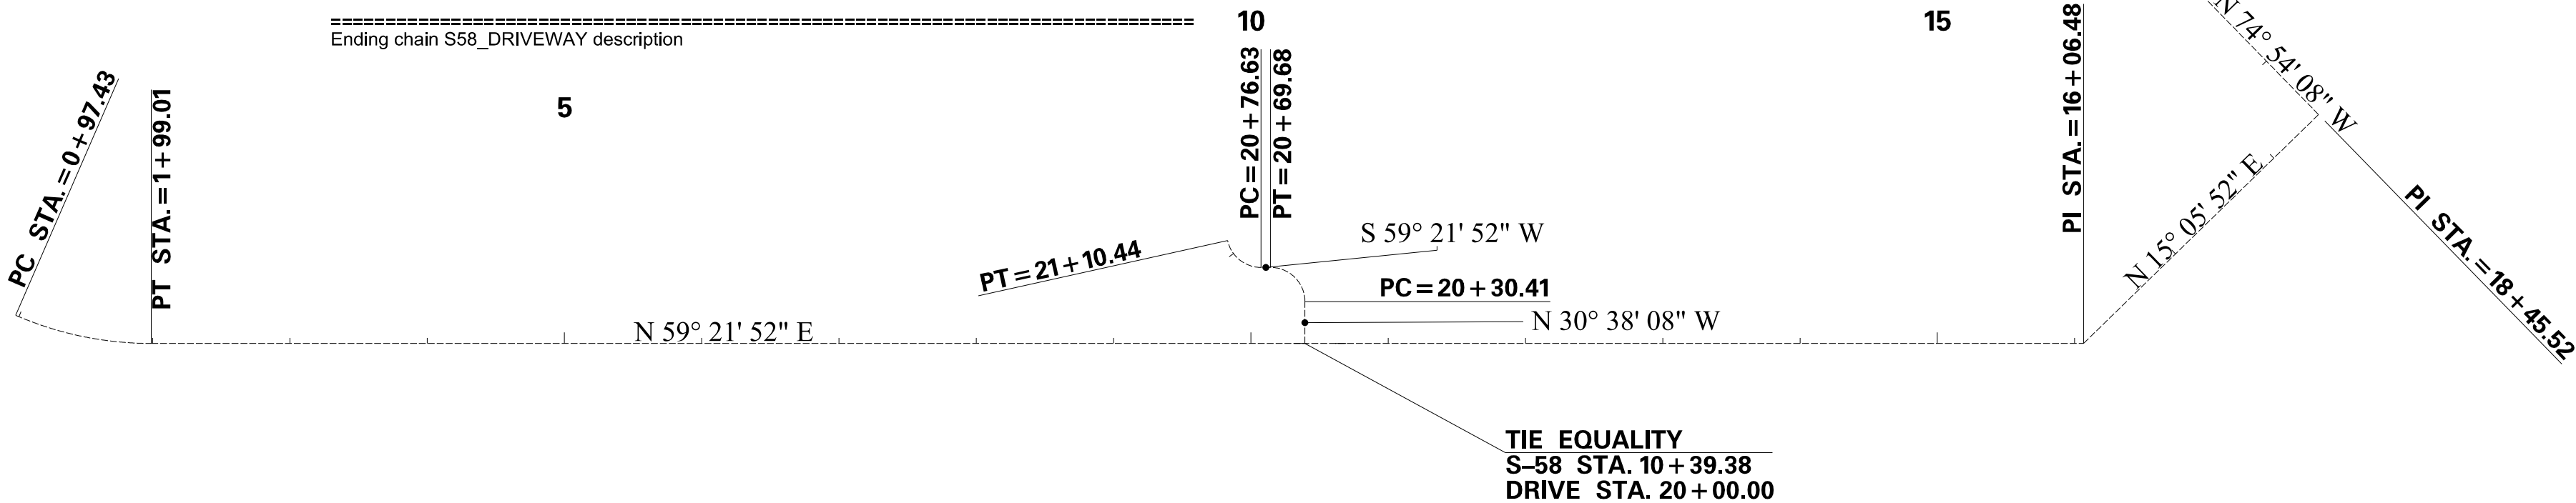 ================================================================================
Ending chain S58_DRIVEWAY description
10
15
5
PC STA.=0+97.43
PT STA.=1+99.01
PC=20+76.63
PT=20+69.68
PI STA.=16+06.48
N 74° 54' 08" W
N 15° 05' 52" E
PI STA.=18+45.52
S 59° 21' 52" W
PT=21+10.44
PC=20+30.41
N 30° 38' 08" W
N 59° 21' 52" E
TIE EQUALITY
S–58 STA. 10+39.38
DRIVE STA. 20+00.00